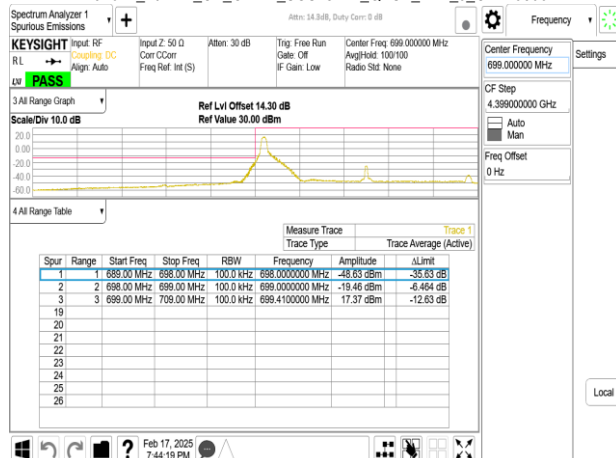 Spectrum Analyzer 1
Spurious Emissions
+
Attn: 14.3dB, Duty Corr: 0 dB
Frequency
KEYSIGHT
RL
LXI
PASS
Input: RF
Coupling: DC
Align: Auto
Input Z: 50 Ω
Corr CCorr
Freq Ref: Int (S)
Atten: 30 dB
Trig: Free Run
Gate: Off
IF Gain: Low
Center Freq: 699.000000 MHz
Avg|Hold: 100/100
Radio Std: None
Center Frequency
699.000000 MHz
Settings
CF Step
4.399000000 GHz
Auto
Man
Freq Offset
0 Hz
3 All Range Graph
Scale/Div 10.0 dB
Ref Lvl Offset 14.30 dB
Ref Value 30.00 dBm
20.0
0.00
-20.0
-40.0
-60.0
4 All Range Table
Measure Trace Trace 1
Trace Type Trace Average (Active)
Spur Range Start Freq Stop Freq RBW Frequency Amplitude ΔLimit
1 1 689.00 MHz 698.00 MHz 100.0 kHz 698.0000000 MHz -48.63 dBm -35.63 dB
2 2 698.00 MHz 699.00 MHz 100.0 kHz 699.0000000 MHz -19.46 dBm -6.464 dB
3 3 699.00 MHz 709.00 MHz 100.0 kHz 699.4100000 MHz 17.37 dBm -12.63 dB
19
20
21
22
23
24
25
26
Local
?
Feb 17, 2025
7:44:19 PM